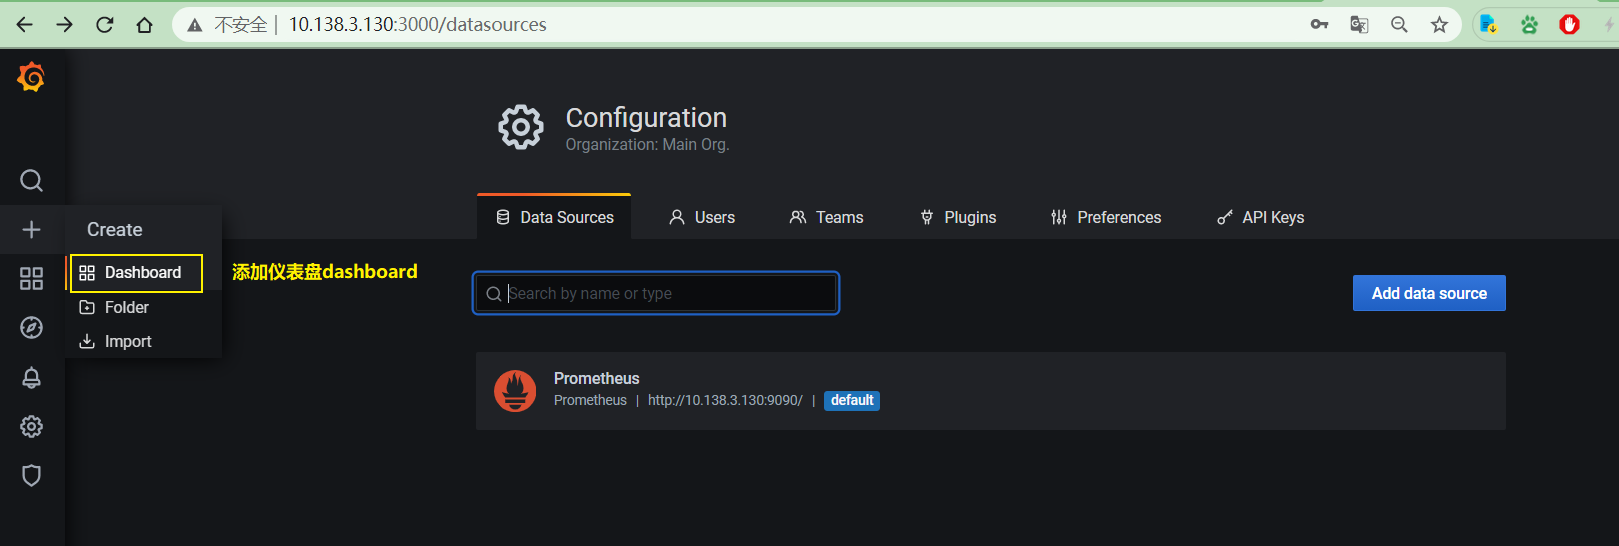 不安全 | 10.138.3.130:3000/datasources
Configuration
Organization: Main Org.
Data Sources Users Teams Plugins Preferences API Keys
Create
Dashboard
添加仪表盘dashboard
Folder
Import
Search by name or type
Add data source
Prometheus
Prometheus | http://10.138.3.130:9090/ | default